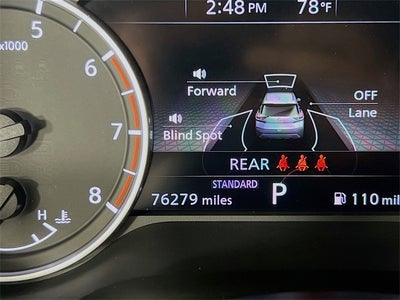 2:48 PM 78°F
5
x1000
6
7
8
H
Forward
OFF
Lane
Blind Spot
REAR
STANDARD
76279 miles P 110 mil